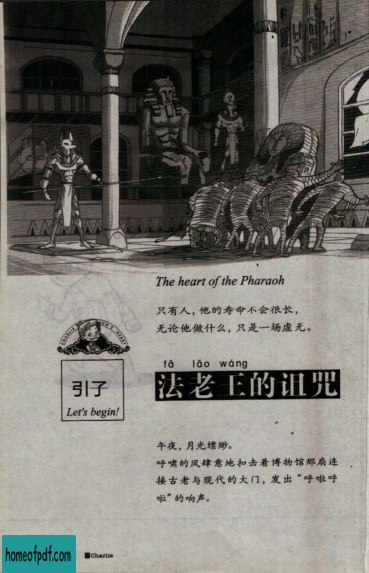 The heart of the Pharaoh
只有人，他的寿命不会很长，
无论他做什么，只是一场虚无。
引子
Let's begin!
fǎ lǎo wáng
法老王的诅咒
午夜，月光缥缈。
呼啸的风肆意地扣击着博物馆那扇连
接古老与现代的大门，发出“呼啦呼
啦”的响声。
Charlie
homeofpdf.com